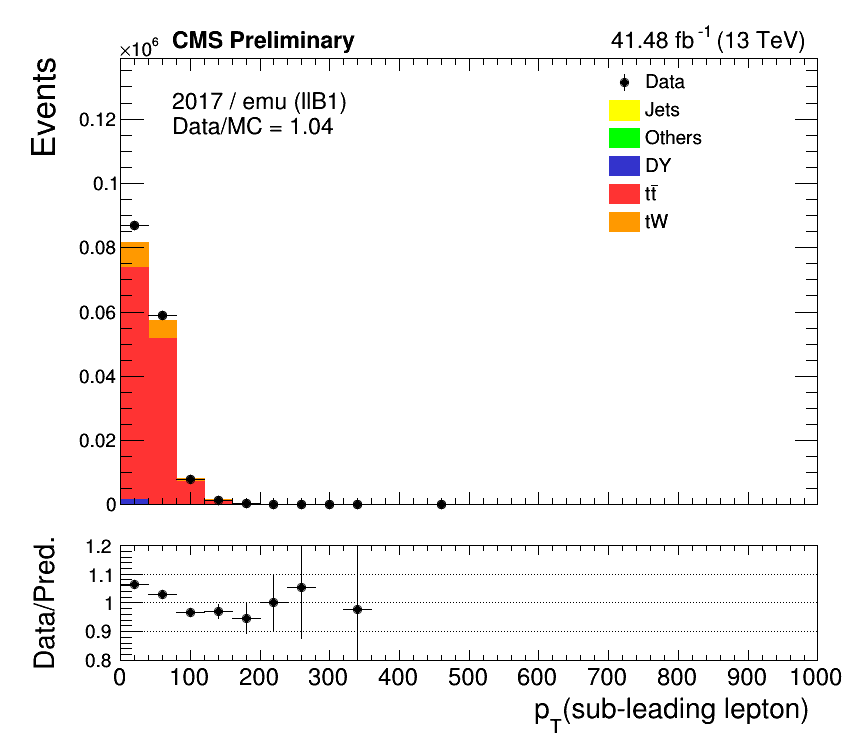 ×10⁶ CMS Preliminary 41.48 fb⁻¹ (13 TeV)
Events
2017 / emu (llB1)
Data/MC = 1.04
Data
Jets
Others
DY
tt̄
tW
0.12
0.1
0.08
0.06
0.04
0.02
0
Data/Pred.
1.2
1.1
1
0.9
0.8
0 100 200 300 400 500 600 700 800 900 1000
p_T(sub-leading lepton)